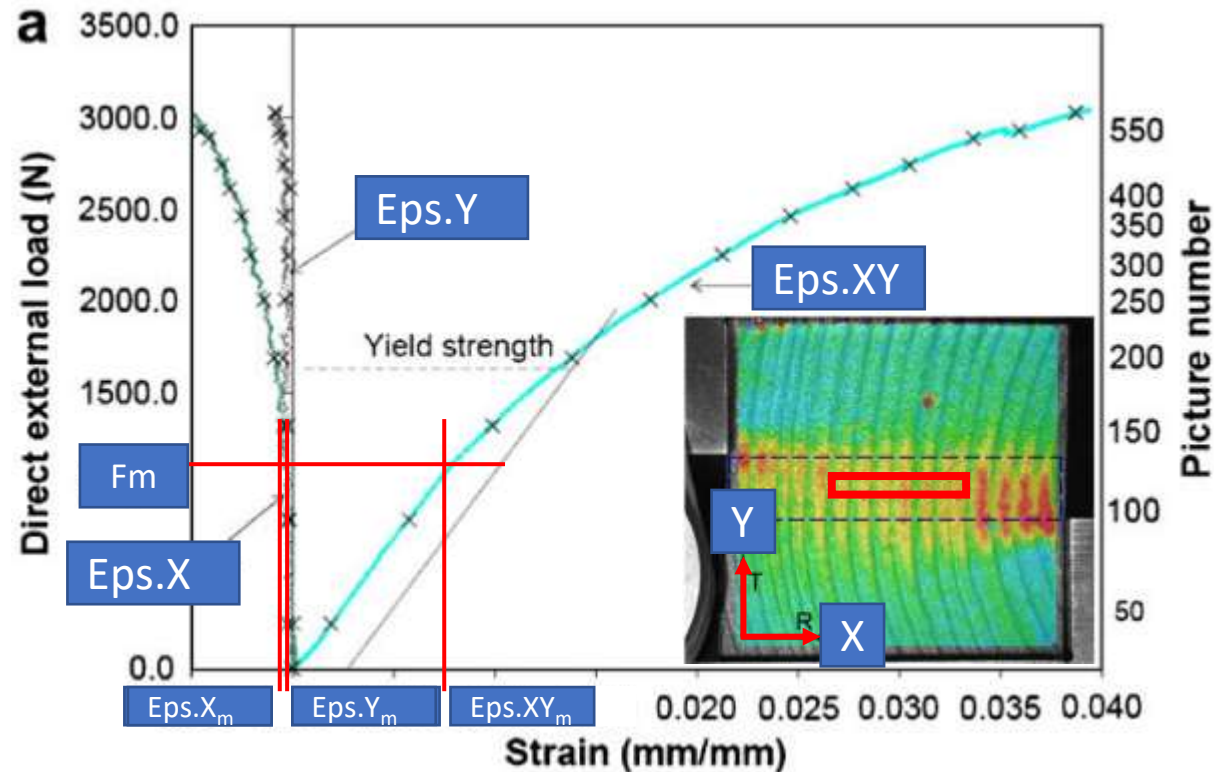 a
3500.0
3000.0
2500.0
2000.0
1500.0
0.0
Direct external load (N)
Eps.Y
Eps.XY
Yield strength
Fm
Eps.X
Y
T
R
X
550
400
350
300
250
200
150
100
50
Picture number
Eps.Xm
Eps.Ym
Eps.XYm
0.020
0.025
0.030
0.035
0.040
Strain (mm/mm)